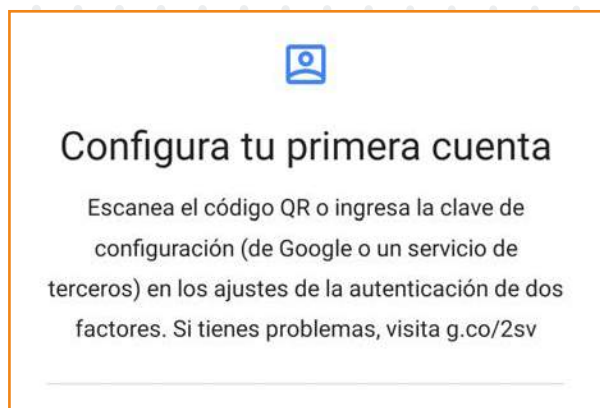 Configura tu primera cuenta
Escanea el código QR o ingresa la clave de
configuración (de Google o un servicio de
terceros) en los ajustes de la autenticación de dos
factores. Si tienes problemas, visita g.co/2sv